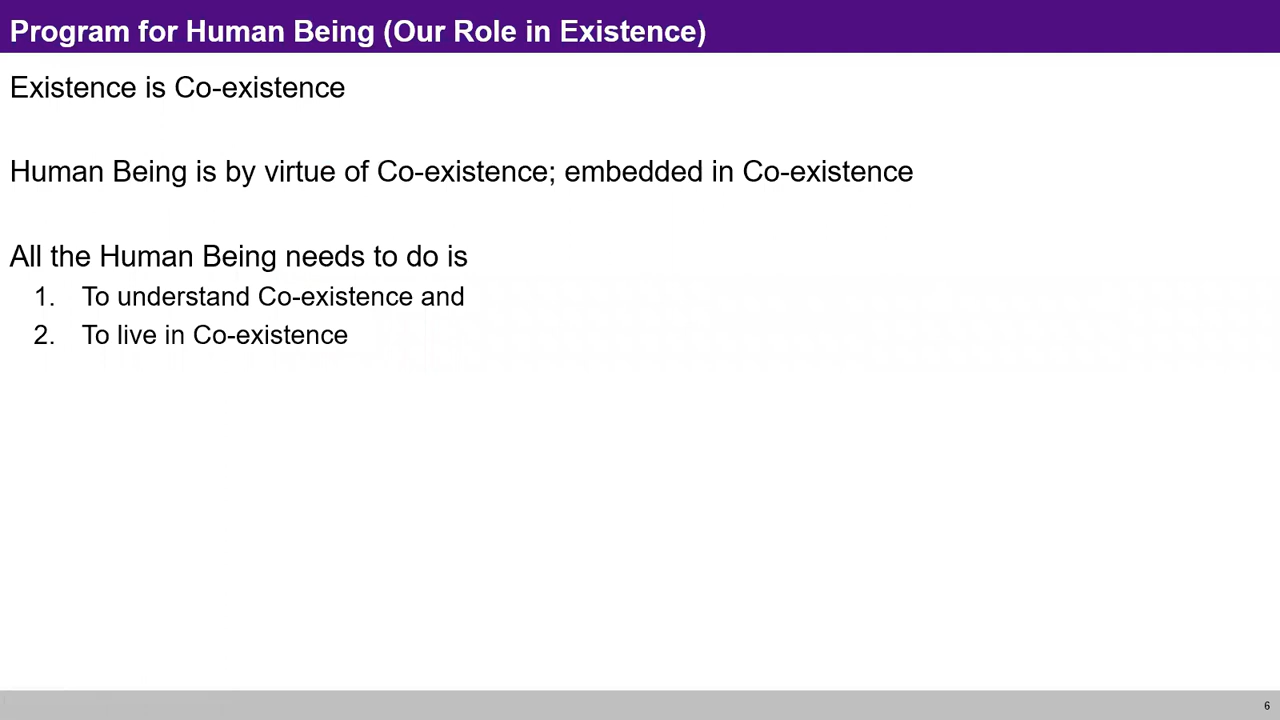 Program for Human Being (Our Role in Existence)
Existence is Co-existence
Human Being is by virtue of Co-existence; embedded in Co-existence
All the Human Being needs to do is
1. To understand Co-existence and
2. To live in Co-existence
6